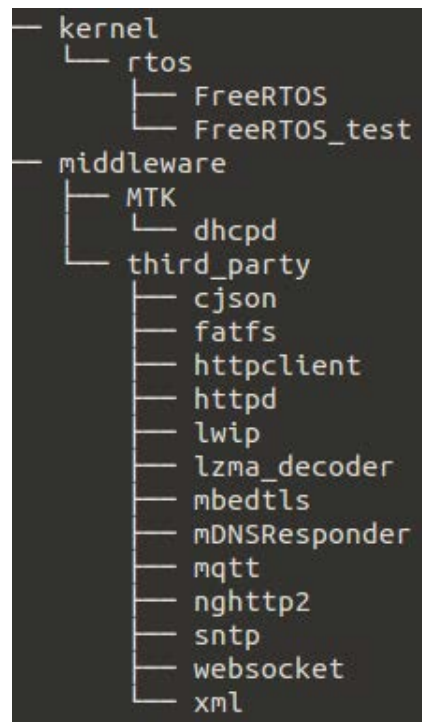 kernel
rtos
FreeRTOS
FreeRTOS_test
middleware
MTK
dhcpd
third_party
cjson
fatfs
httpclient
httpd
lwip
lzma_decoder
mbedtls
mDNSResponder
mqtt
nghttp2
sntp
websocket
xml